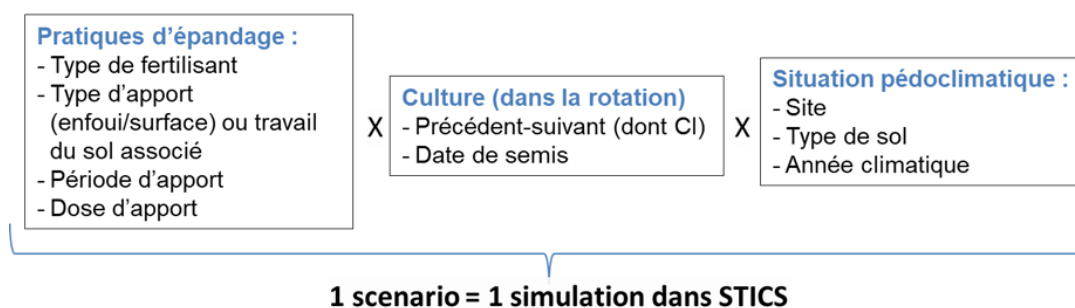 Pratiques d'épandage :
- Type de fertilisant
- Type d'apport
(enfoui/surface) ou travail
du sol associé
- Période d'apport
- Dose d'apport
X
Culture (dans la rotation)
- Précédent-suivant (dont CI)
- Date de semis
X
Situation pédoclimatique :
- Site
- Type de sol
- Année climatique
1 scenario = 1 simulation dans STICS